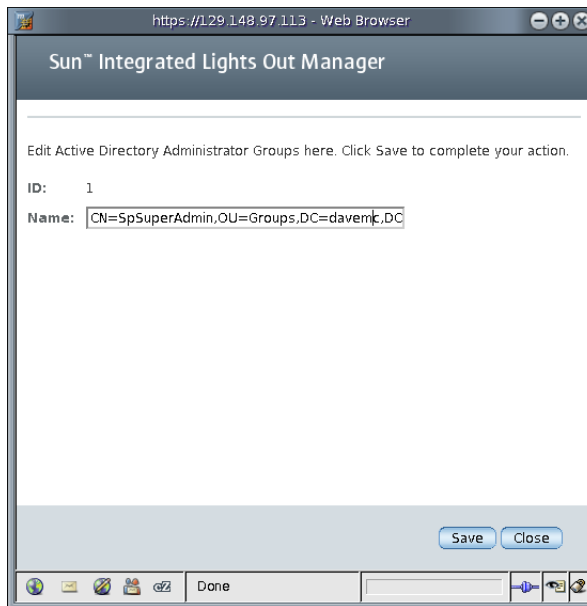 https://129.148.97.113 - Web Browser
Sun™ Integrated Lights Out Manager
Edit Active Directory Administrator Groups here. Click Save to complete your action.
ID: 1
Name: CN=SpSuperAdmin,OU=Groups,DC=davemc,DC
Save Close
Done